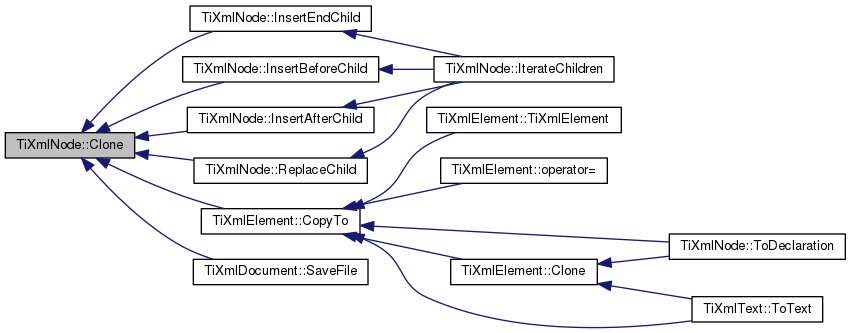 TiXmlNode::InsertEndChild
TiXmlNode::InsertBeforeChild
TiXmlNode::IterateChildren
TiXmlNode::InsertAfterChild
TiXmlElement::TiXmlElement
TiXmlNode::Clone
TiXmlNode::ReplaceChild
TiXmlElement::operator=
TiXmlElement::CopyTo
TiXmlNode::ToDeclaration
TiXmlDocument::SaveFile
TiXmlElement::Clone
TiXmlText::ToText